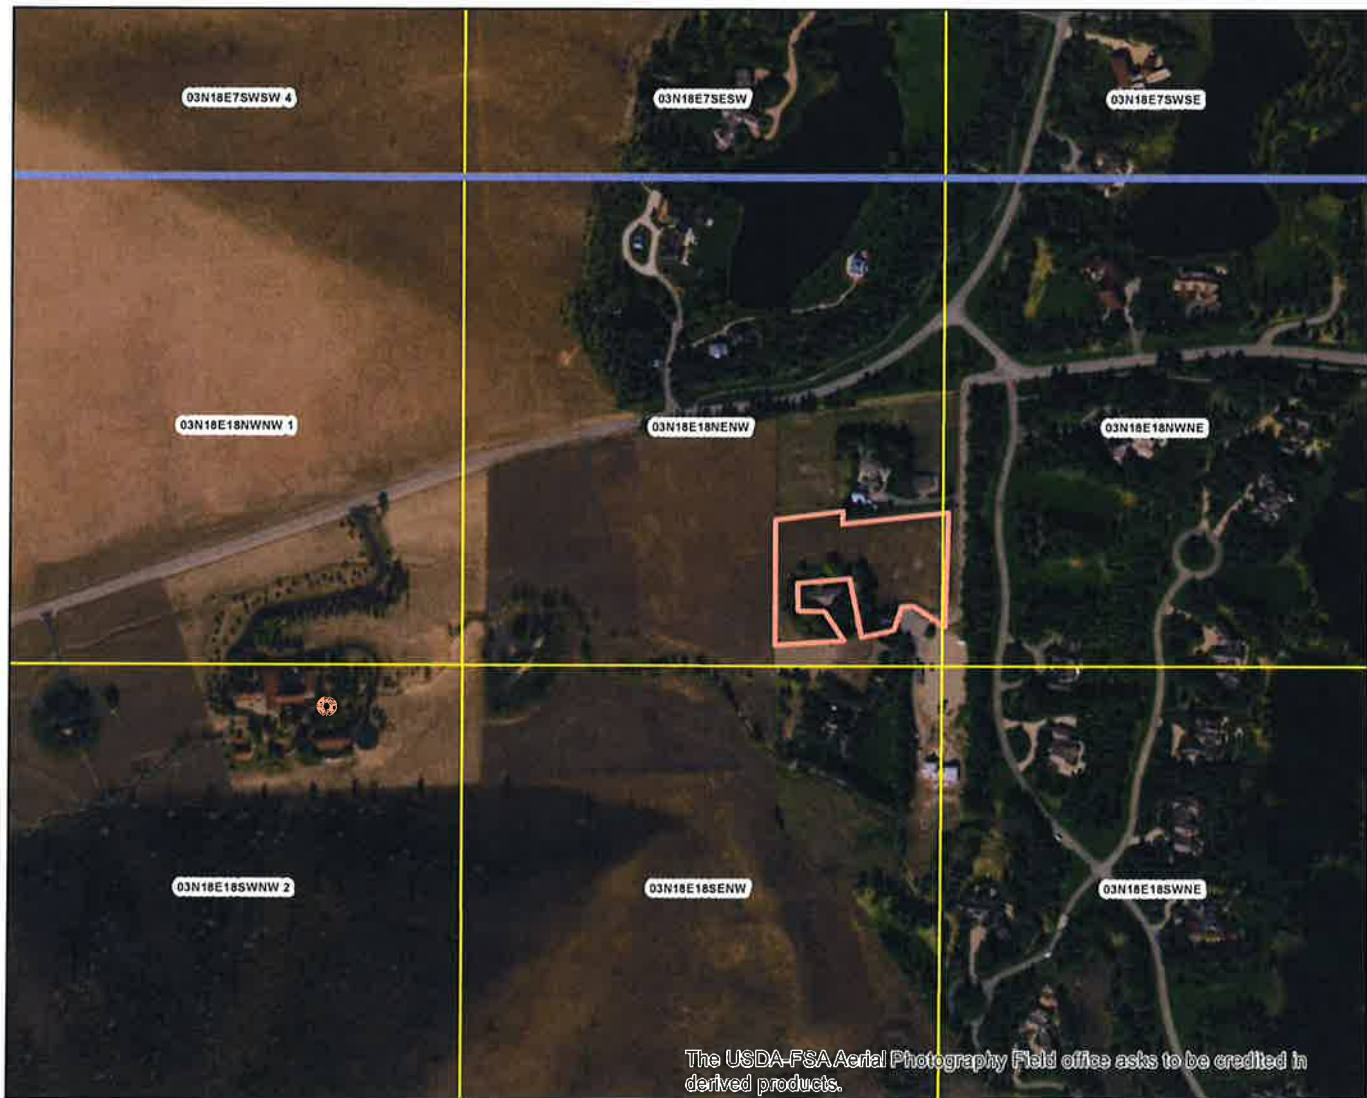 03N18E7SWSW 4
03N18E7SESW
03N18E7SWSE
03N18E18NWNW 1
03N18E18NENW
03N18E18NWNE
03N18E18SWNW 2
03N18E18SENW
03N18E18SWNE
The USDA-FSA Aerial Photography Field office asks to be credited in
derived products.